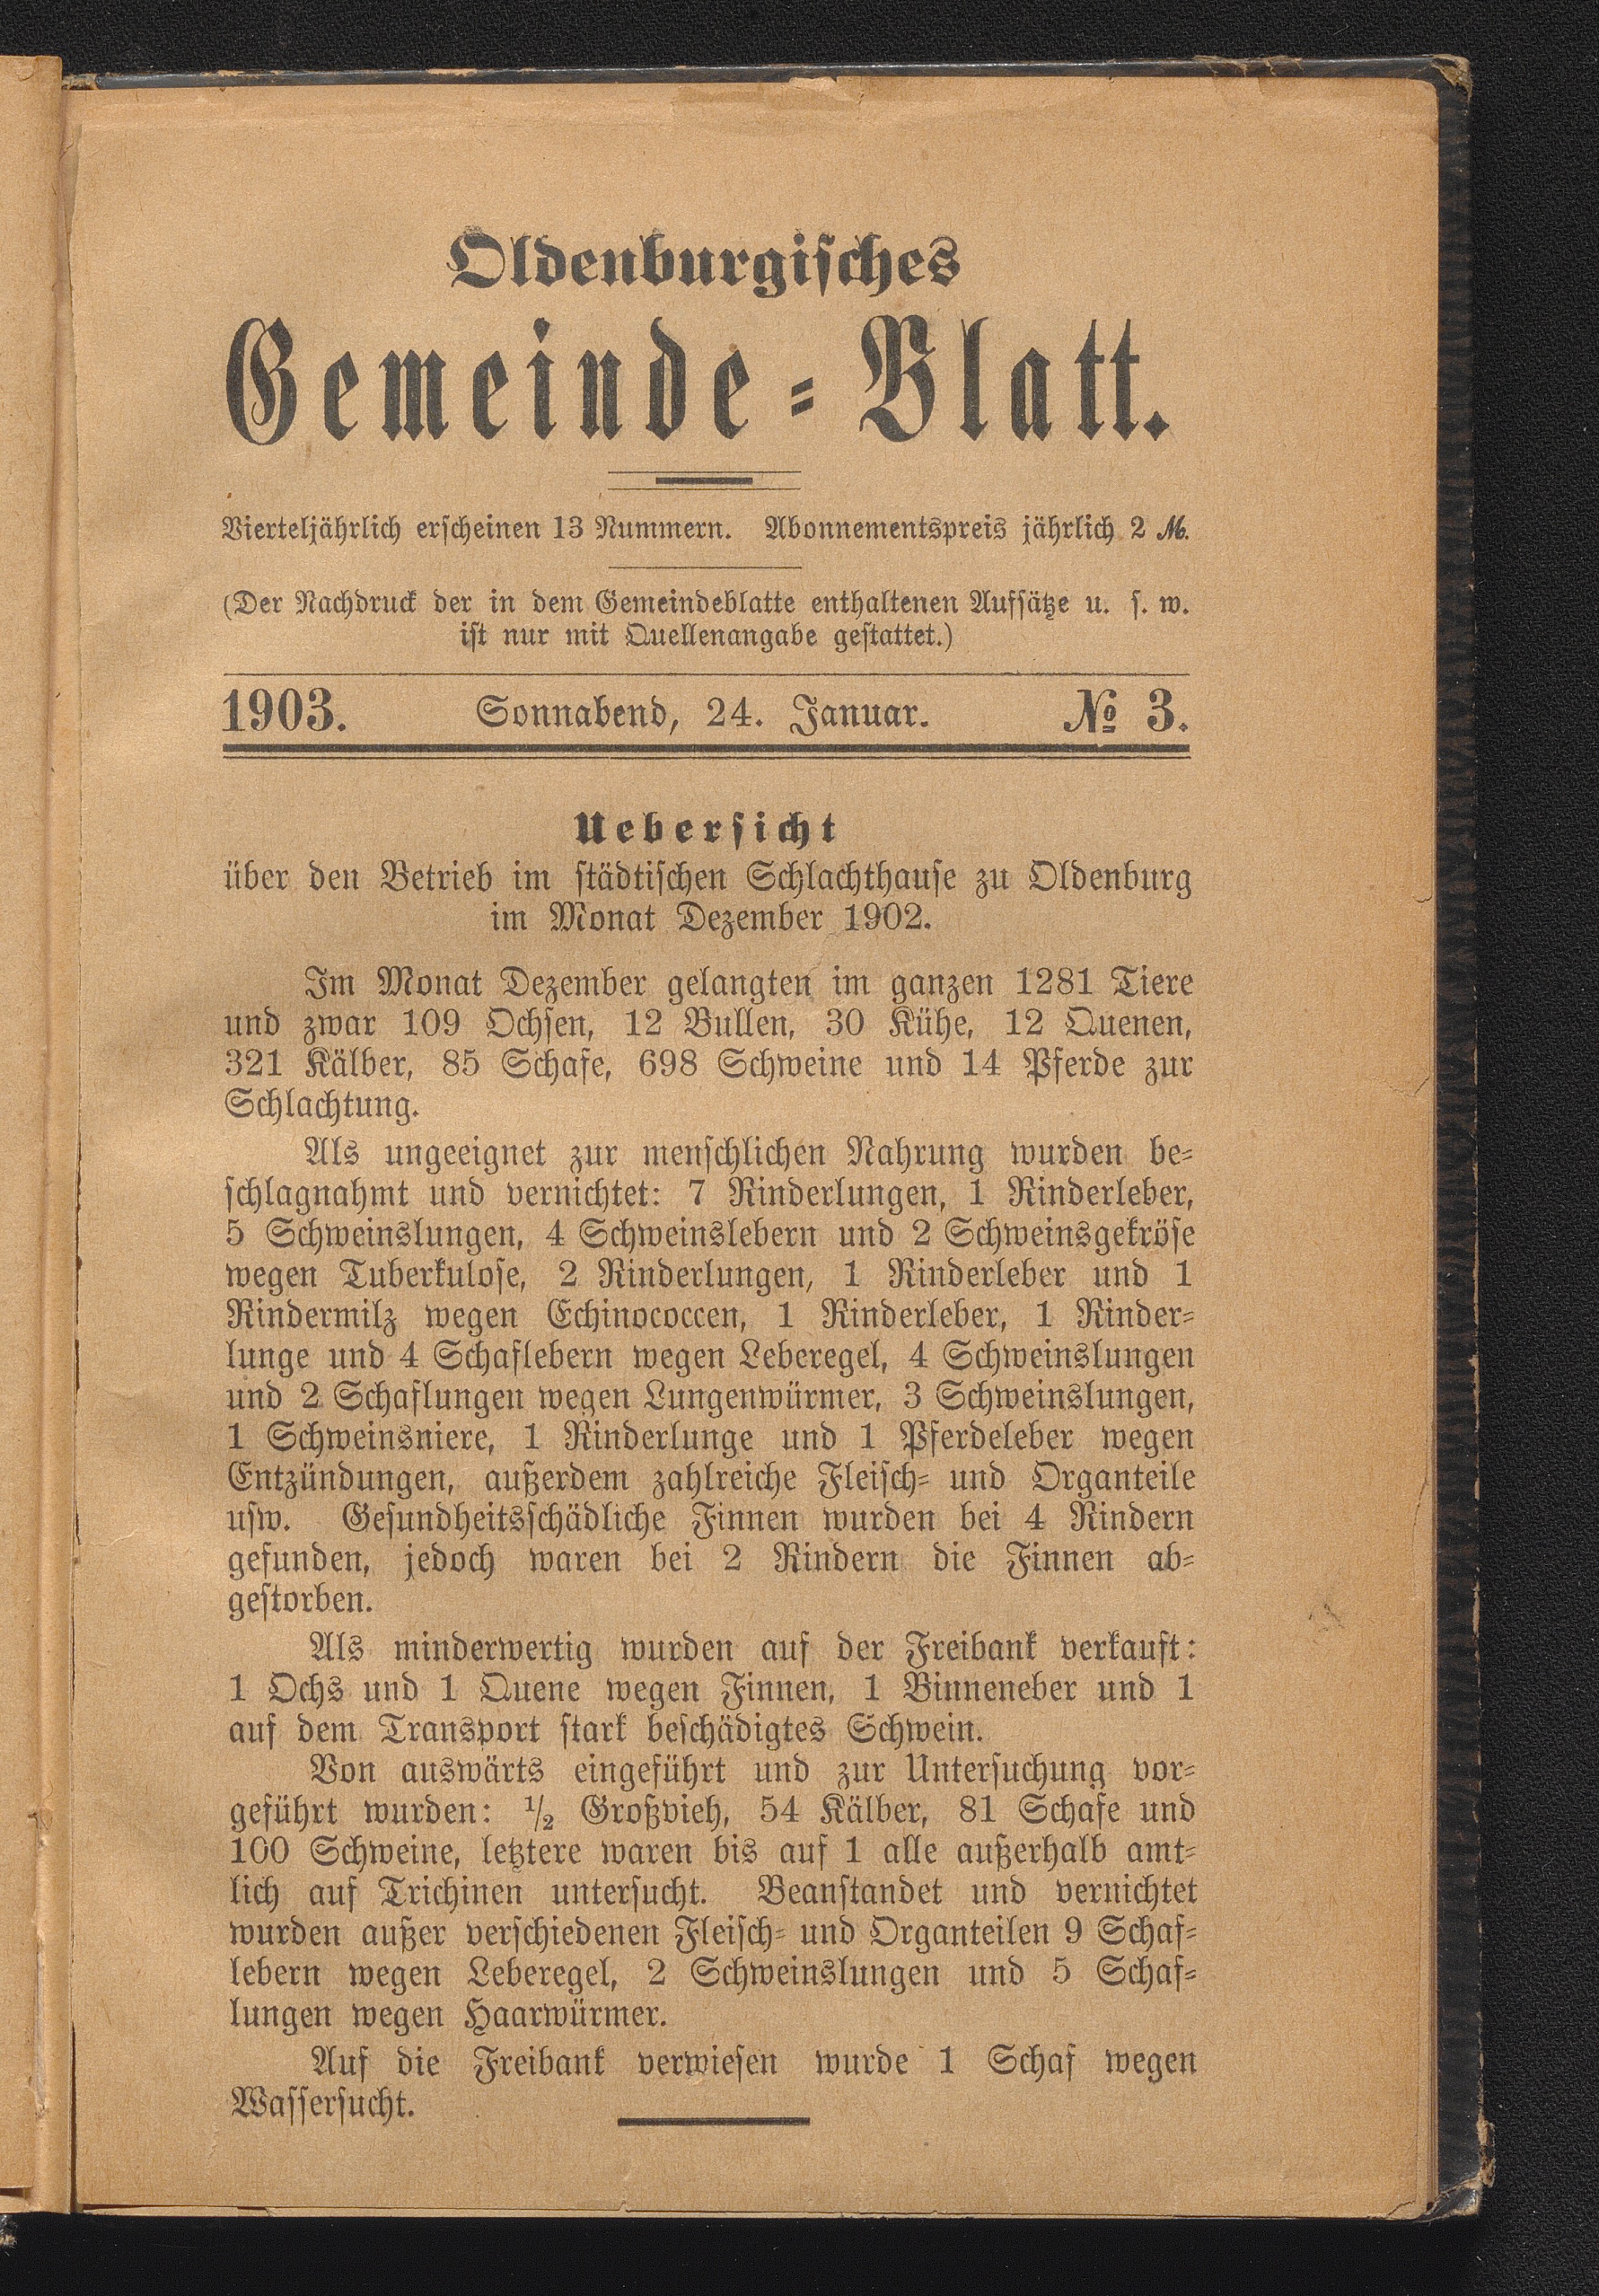 Oldenburgisches
Gemeinde-Blatt.
Vierteljährlich erscheinen 13 Nummern. Abonnementspreis jährlich 2 M.
(Der Nachdruck der in dem Gemeindeblatte enthaltenen Aufsätze u. s. w.
ist nur mit Quellenangabe gestattet.)
1903. Sonnabend, 24. Januar. № 3.
Uebersicht
über den Betrieb im städtischen Schlachthause zu Oldenburg
im Monat Dezember 1902.
Im Monat Dezember gelangten im ganzen 1281 Tiere
und zwar 109 Ochsen, 12 Bullen, 30 Kühe, 12 Quenen,
321 Kälber, 85 Schafe, 698 Schweine und 14 Pferde zur
Schlachtung.
Als ungeeignet zur menschlichen Nahrung wurden be-
schlagnahmt und vernichtet: 7 Rinderlungen, 1 Rinderleber,
5 Schweinslungen, 4 Schweinslebern und 2 Schweinsgekröse
wegen Tuberkulose, 2 Rinderlungen, 1 Rinderleber und 1
Rindermilz wegen Echinococcen, 1 Rinderleber, 1 Rinder-
lunge und 4 Schaflebern wegen Leberegel, 4 Schweinslungen
und 2 Schaflungen wegen Lungenwürmer, 3 Schweinslungen,
1 Schweinsniere, 1 Rinderlunge und 1 Pferdeleber wegen
Entzündungen, außerdem zahlreiche Fleisch- und Organteile
usw. Gesundheitsschädliche Finnen wurden bei 4 Rindern
gefunden, jedoch waren bei 2 Rindern die Finnen ab-
gestorben.
Als minderwertig wurden auf der Freibank verkauft:
1 Ochs und 1 Quene wegen Finnen, 1 Binneneber und 1
auf dem Transport stark beschädigtes Schwein.
Von auswärts eingeführt und zur Untersuchung vor-
geführt wurden: ½ Großvieh, 54 Kälber, 81 Schafe und
100 Schweine, letztere waren bis auf 1 alle außerhalb amt-
lich auf Trichinen untersucht. Beanstandet und vernichtet
wurden außer verschiedenen Fleisch- und Organteilen 9 Schaf-
lebern wegen Leberegel, 2 Schweinslungen und 5 Schaf-
lungen wegen Haarwürmer.
Auf die Freibank verwiesen wurde 1 Schaf wegen
Wassersucht.